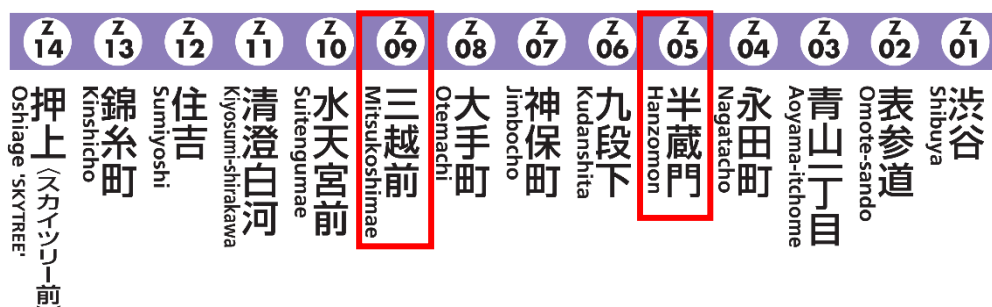 Z
14
Z
13
Z
12
Z
11
Z
10
Z
09
Z
08
Z
07
Z
06
Z
05
Z
04
Z
03
Z
02
Z
01
押上〈スカイツリー前
Oshiage 'SKYTREE'
錦糸町
Kinshicho
住吉
Sumiyoshi
清澄白河
Kiyosumi-shirakawa
水天宮前
Suitengumae
三越前
Mitsukoshimae
大手町
Otemachi
神保町
Jimbocho
九段下
Kudanshita
半蔵門
Hanzomon
永田町
Nagatacho
青山一丁目
Aoyama-itchome
表参道
Omote-sando
渋谷
Shibuya